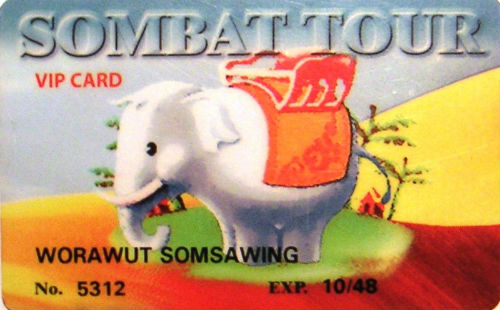 SOMBAT TOUR
VIP CARD
WORAWUT SOMSAWING
No. 5312 EXP. 10/48